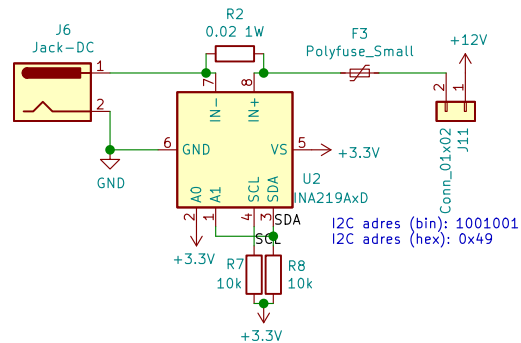 J6
Jack-DC
R2
0.02 1W
F3
Polyfuse_Small
+12V
1
2
7
8
2
1
IN-
IN+
6
GND
VS
5
+3.3V
GND
U2
INA219AxD
A0
A1
SCL
SDA
2
1
4
3
SDA
SCL
Conn_01x02
J11
I2C adres (bin): 1001001
I2C adres (hex): 0x49
+3.3V
R7
10k
R8
10k
+3.3V